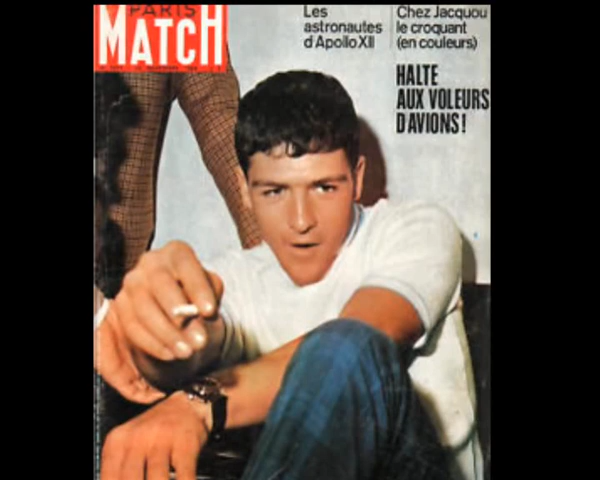 PARIS
MATCH
Les
astronautes
d'Apollo XII
Chez Jacquou
le croquant
(en couleurs)
HALTE
AUX VOLEURS
D'AVIONS!